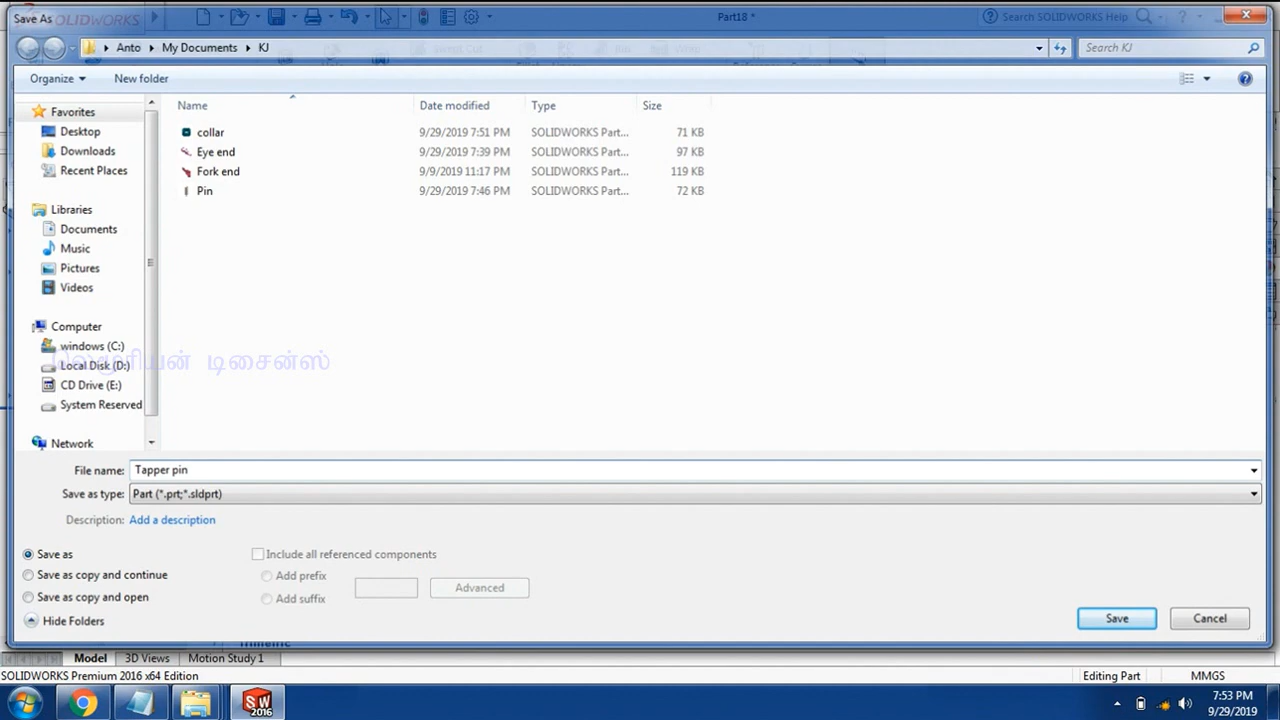 Save As
SOLIDWORKS
Part18 *
Search SOLIDWORKS Help
Anto
My Documents
KJ
Search KJ
Organize
New folder
Name
Date modified
Type
Size
Favorites
Desktop
Downloads
Recent Places
Libraries
Documents
Music
Pictures
Videos
Computer
windows (C:)
Local Disk (D:)
CD Drive (E:)
System Reserved
Network
collar 9/29/2019 7:51 PM SOLIDWORKS Part... 71 KB
Eye end 9/29/2019 7:39 PM SOLIDWORKS Part... 97 KB
Fork end 9/9/2019 11:17 PM SOLIDWORKS Part... 119 KB
Pin 9/29/2019 7:46 PM SOLIDWORKS Part... 72 KB
லெமூரியன் டிசைன்ஸ்
File name: Tapper pin
Save as type: Part (*.prt;*.sldprt)
Description: Add a description
Save as
Save as copy and continue
Save as copy and open
Include all referenced components
Add prefix
Add suffix
Advanced
Hide Folders
Save
Cancel
Model
3D Views
Motion Study 1
SOLIDWORKS Premium 2016 x64 Edition
Editing Part
MMGS
SW
2016
7:53 PM
9/29/2019